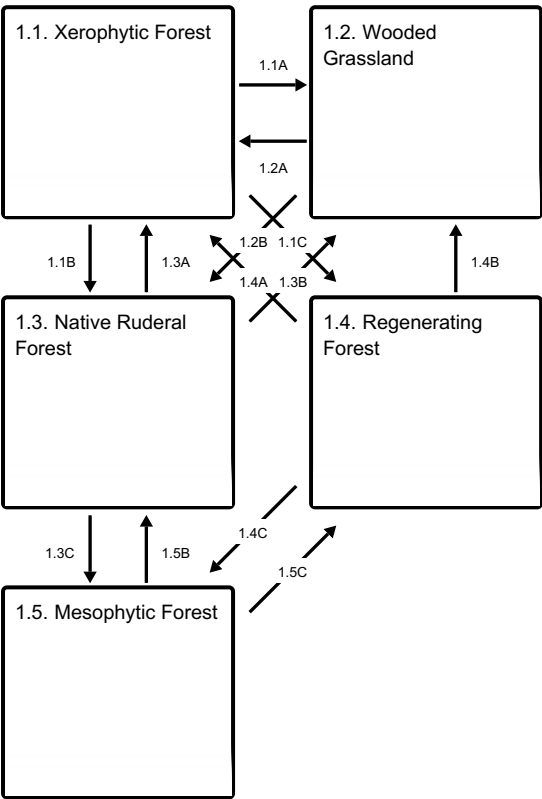 1.1. Xerophytic Forest
1.2. Wooded
Grassland
1.1A
1.2A
1.2B
1.1C
1.1B
1.3A
1.4A
1.3B
1.4B
1.3. Native Ruderal
Forest
1.4. Regenerating
Forest
1.3C
1.5B
1.4C
1.5C
1.5. Mesophytic Forest